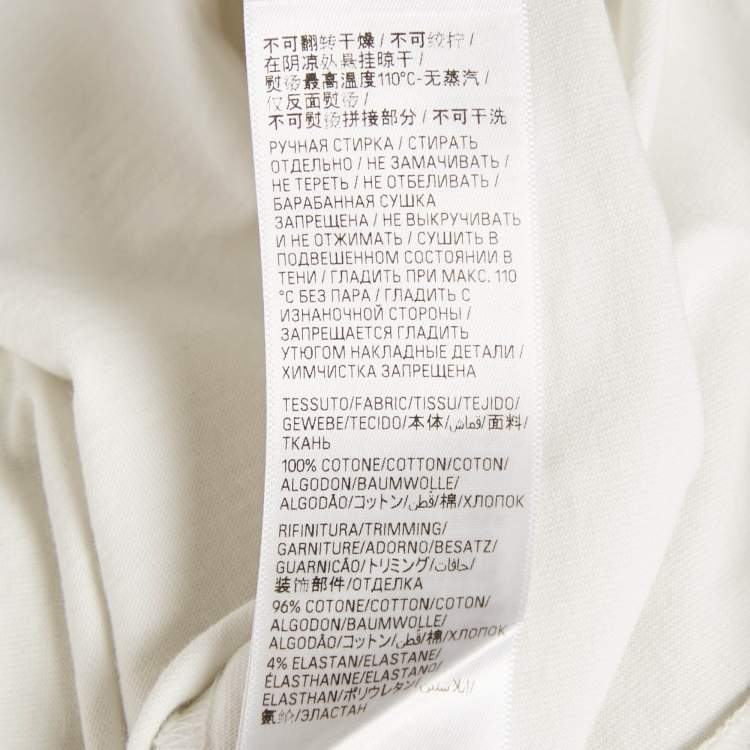 不可翻转干燥 / 不可绞拧 /
在阴凉处悬挂晾干 /
熨烫最高温度110°C-无蒸汽 /
仅反面熨烫 /
不可熨烫拼接部分 / 不可干洗
РУЧНАЯ СТИРКА / СТИРАТЬ
ОТДЕЛЬНО / НЕ ЗАМАЧИВАТЬ /
НЕ ТЕРЕТЬ / НЕ ОТБЕЛИВАТЬ /
БАРАБАННАЯ СУШКА
ЗАПРЕЩЕНА / НЕ ВЫКРУЧИВАТЬ
И НЕ ОТЖИМАТЬ / СУШИТЬ В
ПОДВЕШЕННОМ СОСТОЯНИИ В
ТЕНИ / ГЛАДИТЬ ПРИ МАКС. 110
°C БЕЗ ПАРА / ГЛАДИТЬ С
ИЗНАНОЧНОЙ СТОРОНЫ /
ЗАПРЕЩАЕТСЯ ГЛАДИТЬ
УТЮГОМ НАКЛАДНЫЕ ДЕТАЛИ /
ХИМЧИСТКА ЗАПРЕЩЕНА
TESSUTO/FABRIC/TISSU/TEJIDO/
GEWEBE/TECIDO/本体/قماش/面料/
ТКАНЬ
100% COTONE/COTTON/COTON/
ALGODON/BAUMWOLLE/
ALGODÃO/コットン/قطن/棉/ХЛОПОК
RIFINITURA/TRIMMING/
GARNITURE/ADORNO/BESATZ/
GUARNICÃO/トリミング/حافات/
装饰部件/ОТДЕЛКА
96% COTONE/COTTON/COTON/
ALGODON/BAUMWOLLE/
ALGODÃO/コットン/قطن/棉/ХЛОПОК
4% ELASTAN/ELASTANE/
ÉLASTHANNE/ELASTANO/
ELASTHAN/ポリウレタン/إيلاستين/
氨纶/ЭЛАСТАН